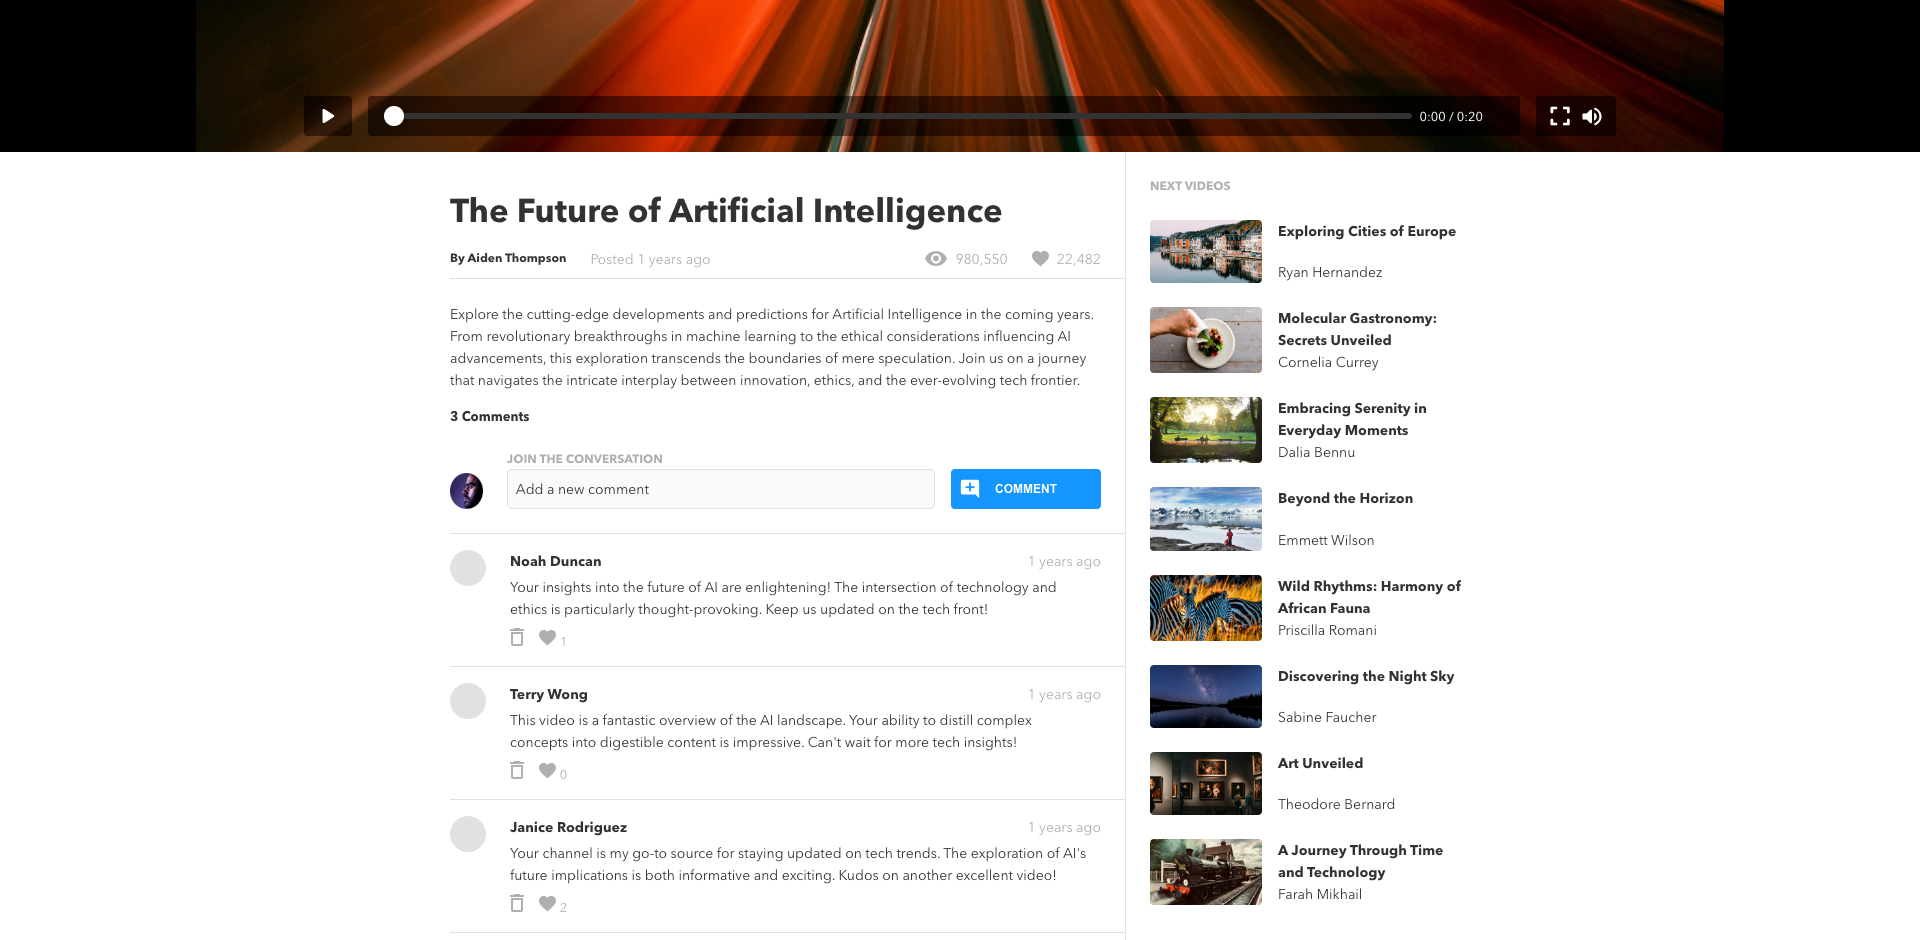 0:00 / 0:20
The Future of Artificial Intelligence
By Aiden Thompson Posted 1 years ago 980,550 22,482
Explore the cutting-edge developments and predictions for Artificial Intelligence in the coming years.
From revolutionary breakthroughs in machine learning to the ethical considerations influencing AI
advancements, this exploration transcends the boundaries of mere speculation. Join us on a journey
that navigates the intricate interplay between innovation, ethics, and the ever-evolving tech frontier.
3 Comments
JOIN THE CONVERSATION
Add a new comment
COMMENT
Noah Duncan 1 years ago
Your insights into the future of AI are enlightening! The intersection of technology and
ethics is particularly thought-provoking. Keep us updated on the tech front!
1
Terry Wong 1 years ago
This video is a fantastic overview of the AI landscape. Your ability to distill complex
concepts into digestible content is impressive. Can't wait for more tech insights!
0
Janice Rodriguez 1 years ago
Your channel is my go-to source for staying updated on tech trends. The exploration of AI's
future implications is both informative and exciting. Kudos on another excellent video!
2
NEXT VIDEOS
Exploring Cities of Europe
Ryan Hernandez
Molecular Gastronomy:
Secrets Unveiled
Cornelia Currey
Embracing Serenity in
Everyday Moments
Dalia Bennu
Beyond the Horizon
Emmett Wilson
Wild Rhythms: Harmony of
African Fauna
Priscilla Romani
Discovering the Night Sky
Sabine Faucher
Art Unveiled
Theodore Bernard
A Journey Through Time
and Technology
Farah Mikhail